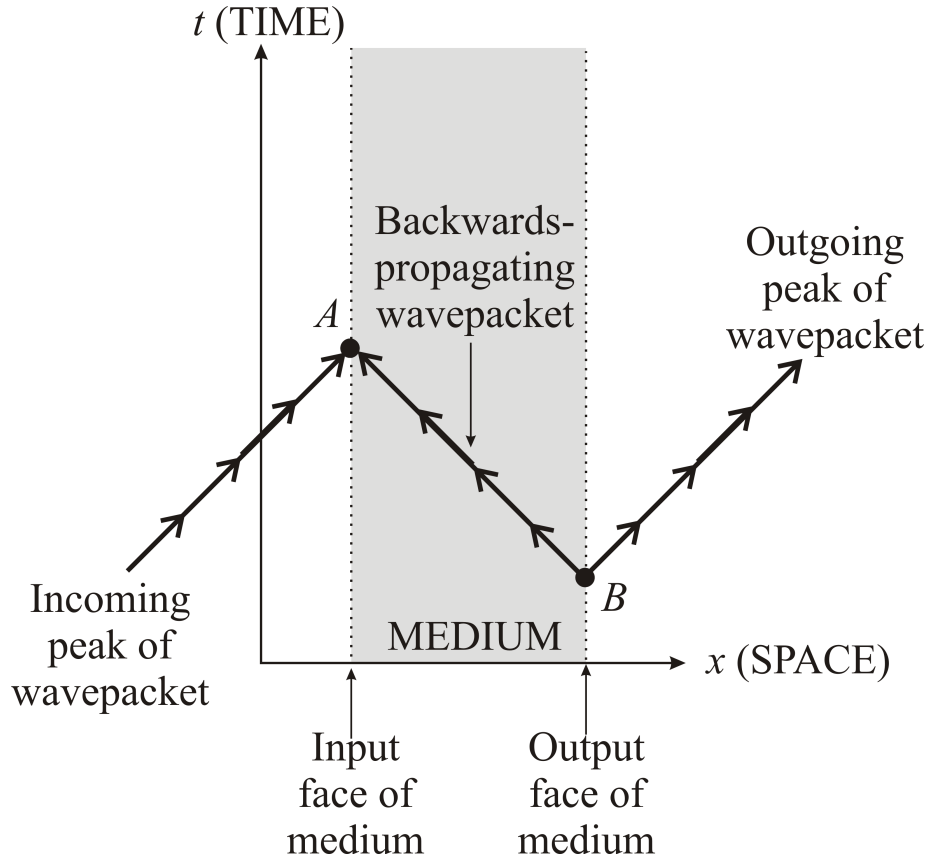 t (TIME)
Backwards-
propagating
wavepacket
Outgoing
peak of
wavepacket
A
B
Incoming
peak of
wavepacket
MEDIUM
x (SPACE)
Input
face of
medium
Output
face of
medium